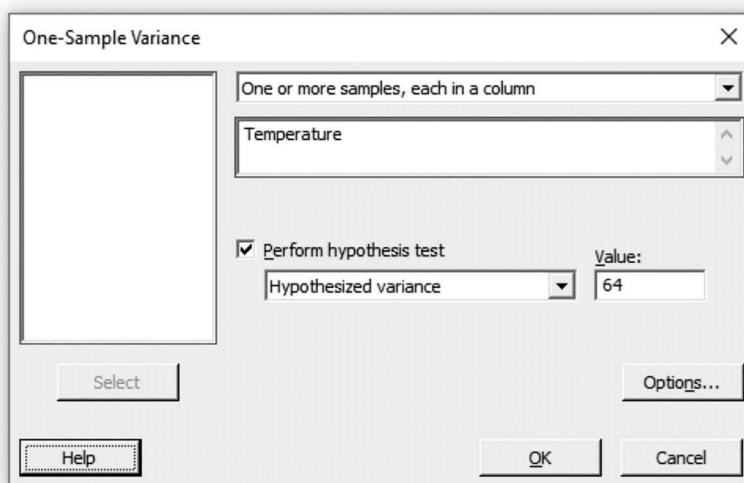 One-Sample Variance
One or more samples, each in a column
Temperature
Perform hypothesis test
Value:
Hypothesized variance
64
Select
Options...
Help
OK
Cancel